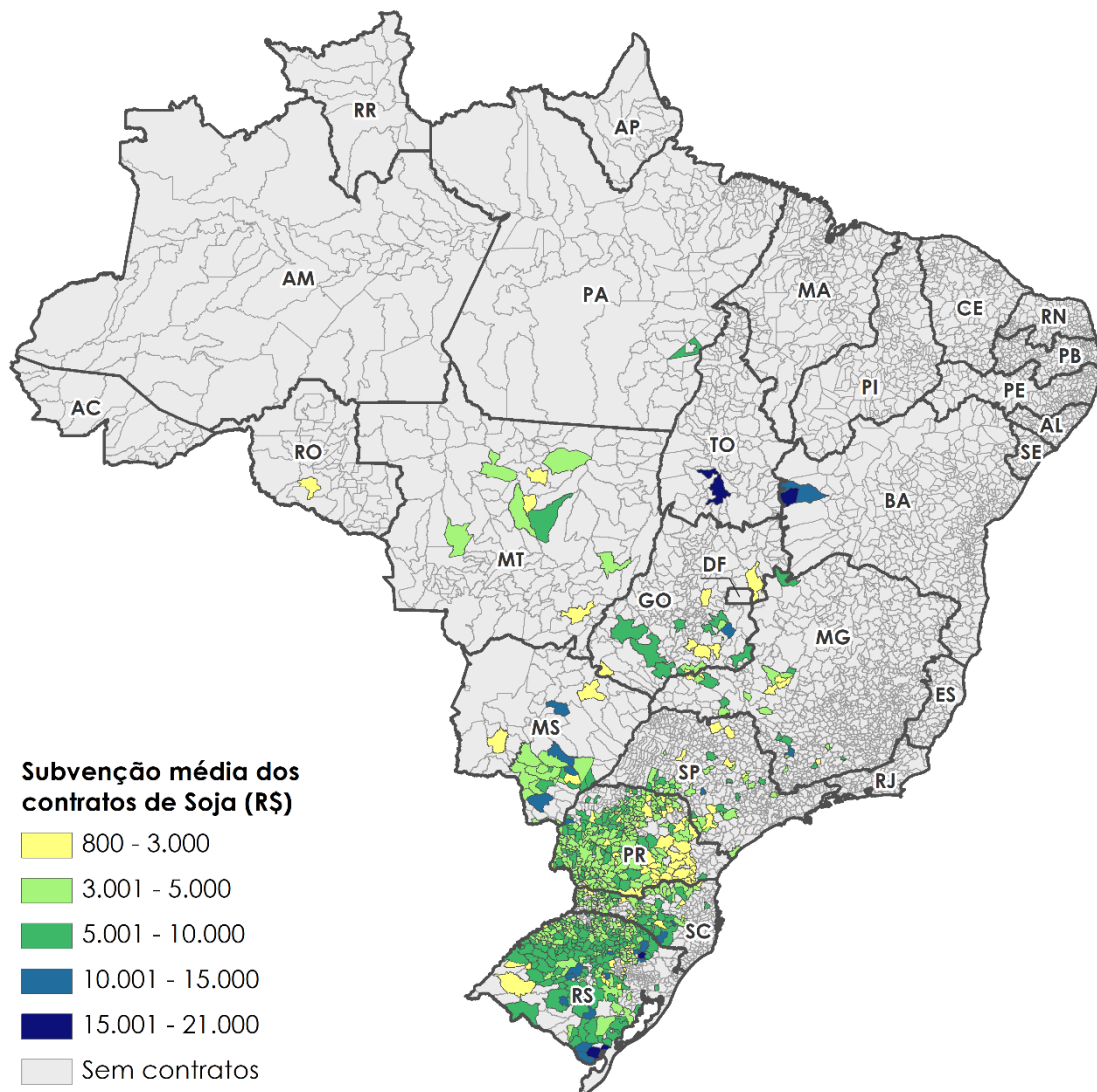 RR
AP
AM
PA
MA
CE
RN
PB
PI
PE
AC
AL
TO
RO
SE
BA
MT
DF
GO
MG
ES
MS
SP
RJ
PR
SC
RS
Subvenção média dos
contratos de Soja (R$)
800 - 3.000
3.001 - 5.000
5.001 - 10.000
10.001 - 15.000
15.001 - 21.000
Sem contratos